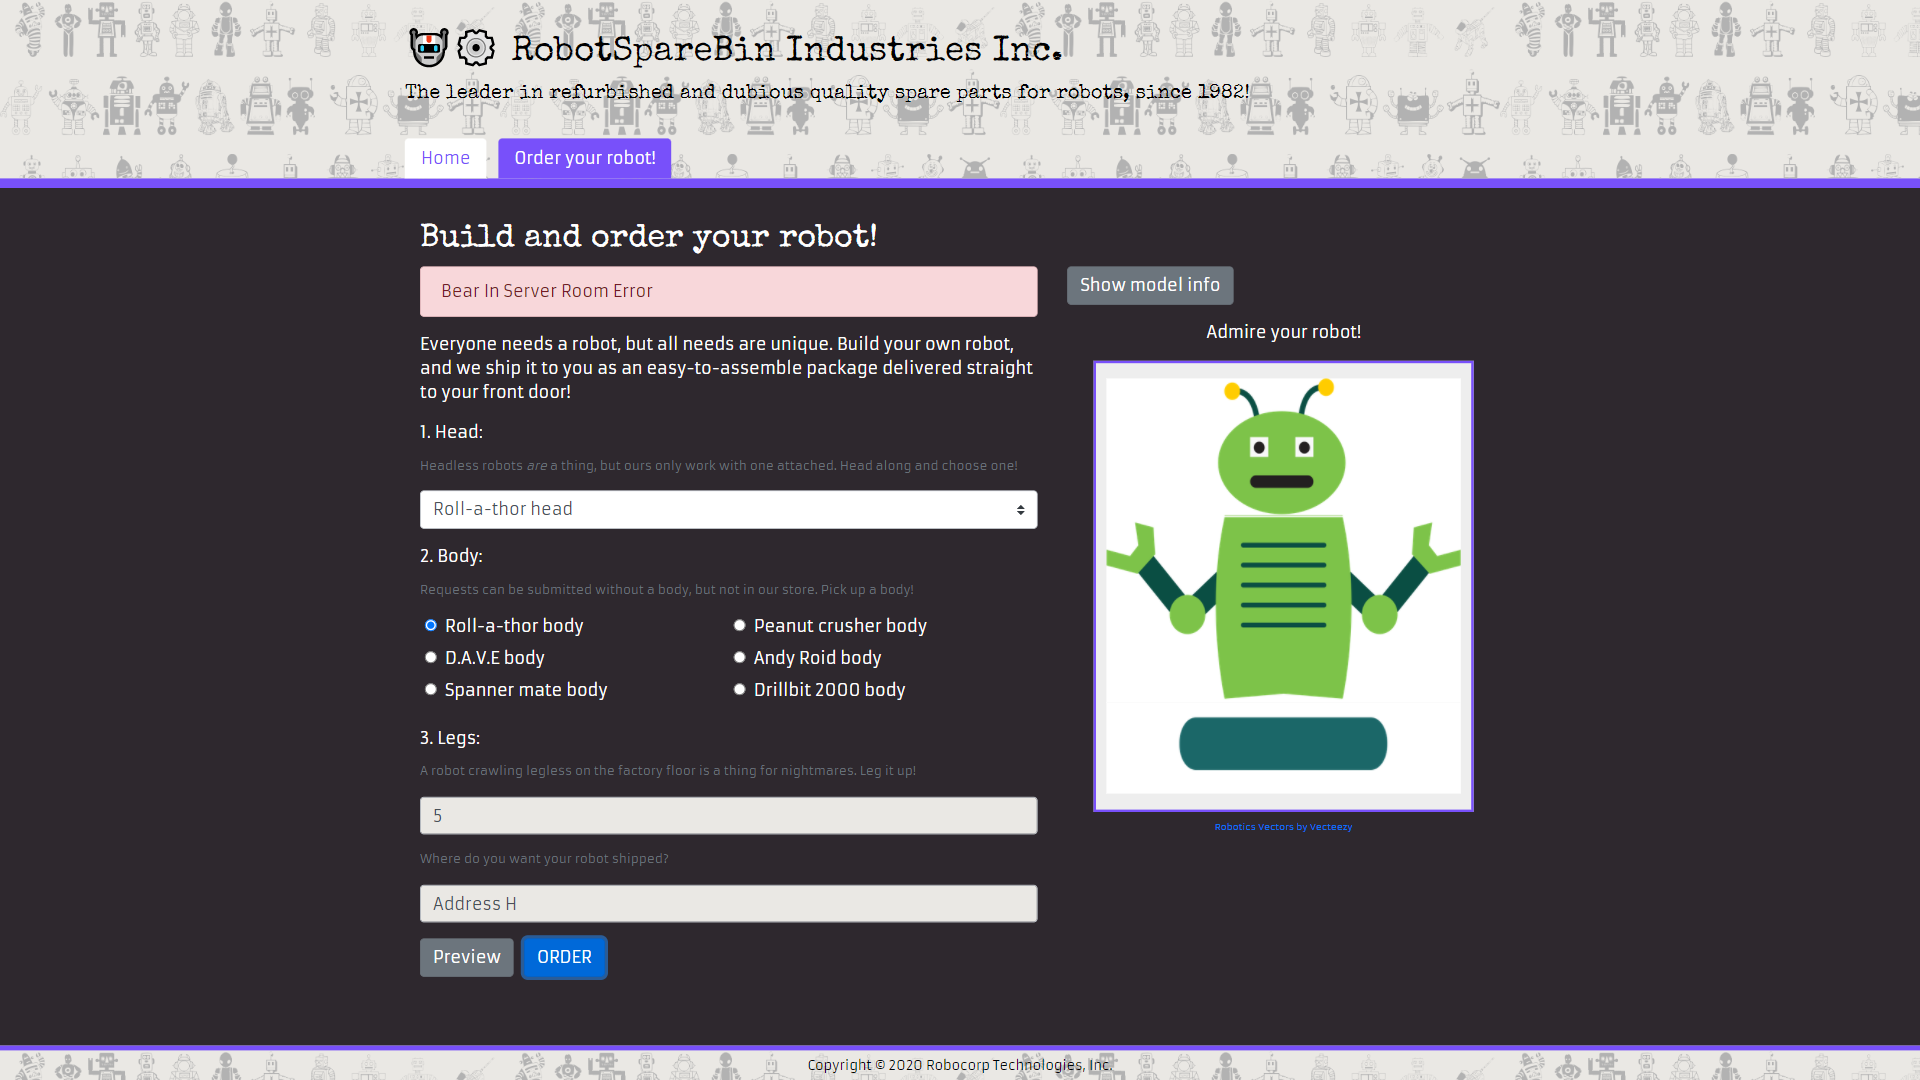 RobotSpareBin Industries Inc.
The leader in refurbished and dubious quality spare parts for robots, since 1982!
Home
Order your robot!
Build and order your robot!
Bear In Server Room Error
Everyone needs a robot, but all needs are unique. Build your own robot,
and we ship it to you as an easy-to-assemble package delivered straight
to your front door!
1. Head:
Headless robots are a thing, but ours only work with one attached. Head along and choose one!
Roll-a-thor head
2. Body:
Requests can be submitted without a body, but not in our store. Pick up a body!
Roll-a-thor body
Peanut crusher body
D.A.V.E body
Andy Roid body
Spanner mate body
Drillbit 2000 body
3. Legs:
A robot crawling legless on the factory floor is a thing for nightmares. Leg it up!
5
Where do you want your robot shipped?
Address H
Preview
ORDER
Show model info
Admire your robot!
Robotics Vectors by Vecteezy
Copyright © 2020 Robocorp Technologies, Inc.